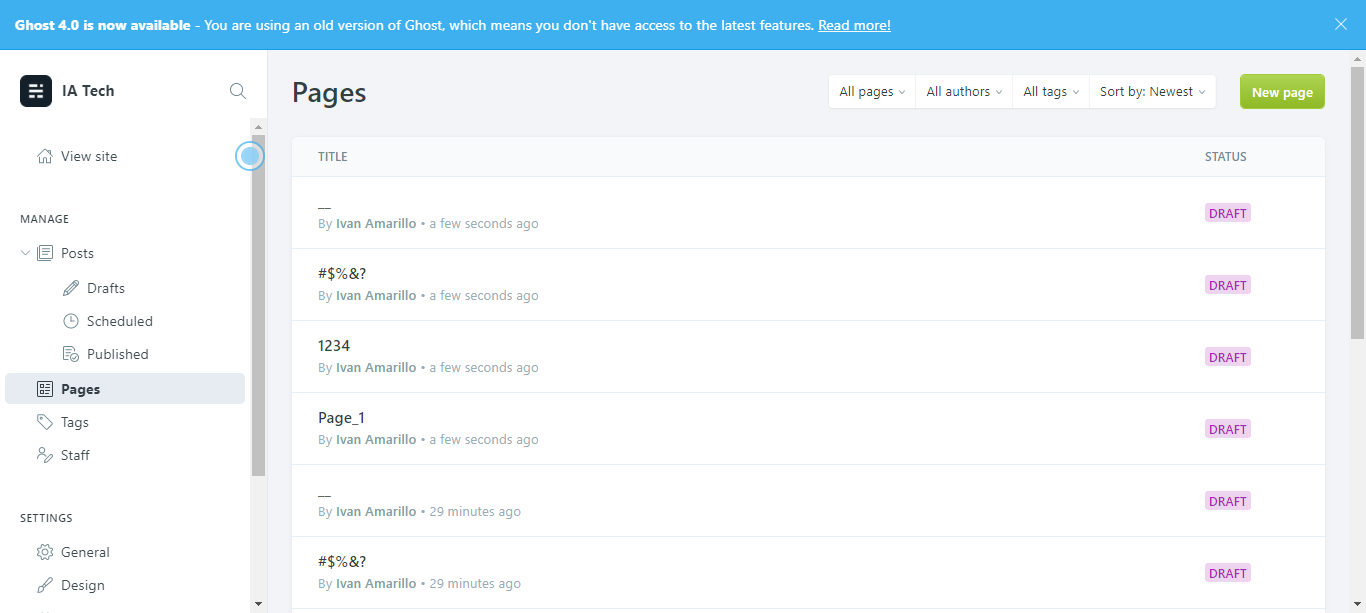 Ghost 4.0 is now available - You are using an old version of Ghost, which means you don't have access to the latest features. Read more!
IA Tech
View site
MANAGE
Posts
Drafts
Scheduled
Published
Pages
Tags
Staff
SETTINGS
General
Design
Pages
All pages
All authors
All tags
Sort by: Newest
New page
TITLE
STATUS
__
By Ivan Amarillo • a few seconds ago
DRAFT
#$%&?
By Ivan Amarillo • a few seconds ago
DRAFT
1234
By Ivan Amarillo • a few seconds ago
DRAFT
Page_1
By Ivan Amarillo • a few seconds ago
DRAFT
__
By Ivan Amarillo • 29 minutes ago
DRAFT
#$%&?
By Ivan Amarillo • 29 minutes ago
DRAFT